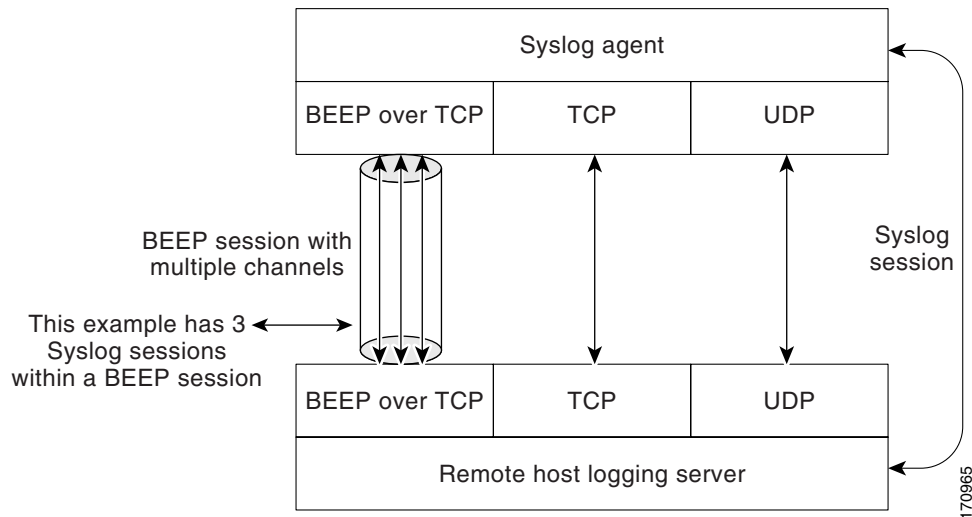 Syslog agent
BEEP over TCP
TCP
UDP
BEEP session with
multiple channels
Syslog
session
This example has 3
Syslog sessions
within a BEEP session
BEEP over TCP
TCP
UDP
Remote host logging server
170965